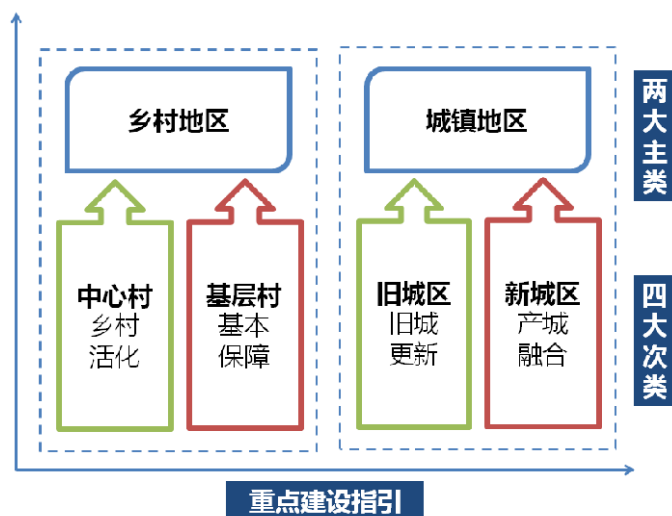 乡村地区
城镇地区
两大主类
中心村
乡村
活化
基层村
基本
保障
旧城区
旧城
更新
新城区
产城
融合
四大次类
重点建设指引